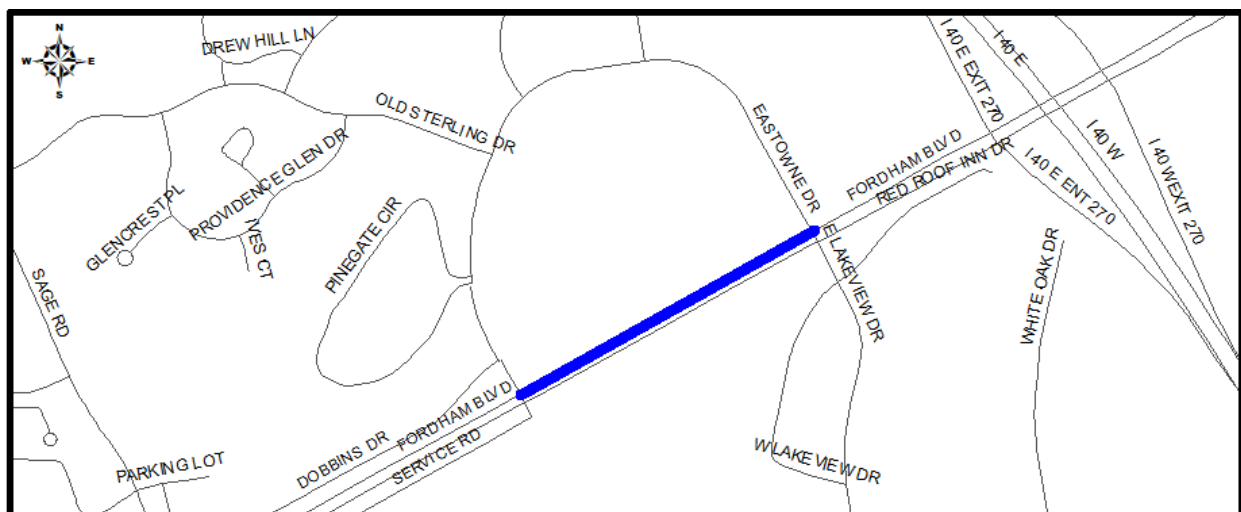 N
W
E
S
DREW HILL LN
OLD STERLING DR
PROVIDENCE GLEN DR
GLENCREST PL
IVES CT
PINEGATE CIR
SAGE RD
PARKING LOT
DOBBINS DR
FORDHAM BLVD
SERVICE RD
EASTOWNE DR
FORDHAM BLVD
RED ROOF INN DR
E LAKEVIEW DR
W LAKEVIEW DR
WHITE OAK DR
I 40 E EXIT 270
I 40 E
I 40 W
I 40 W EXIT 270
I 40 E ENT 270